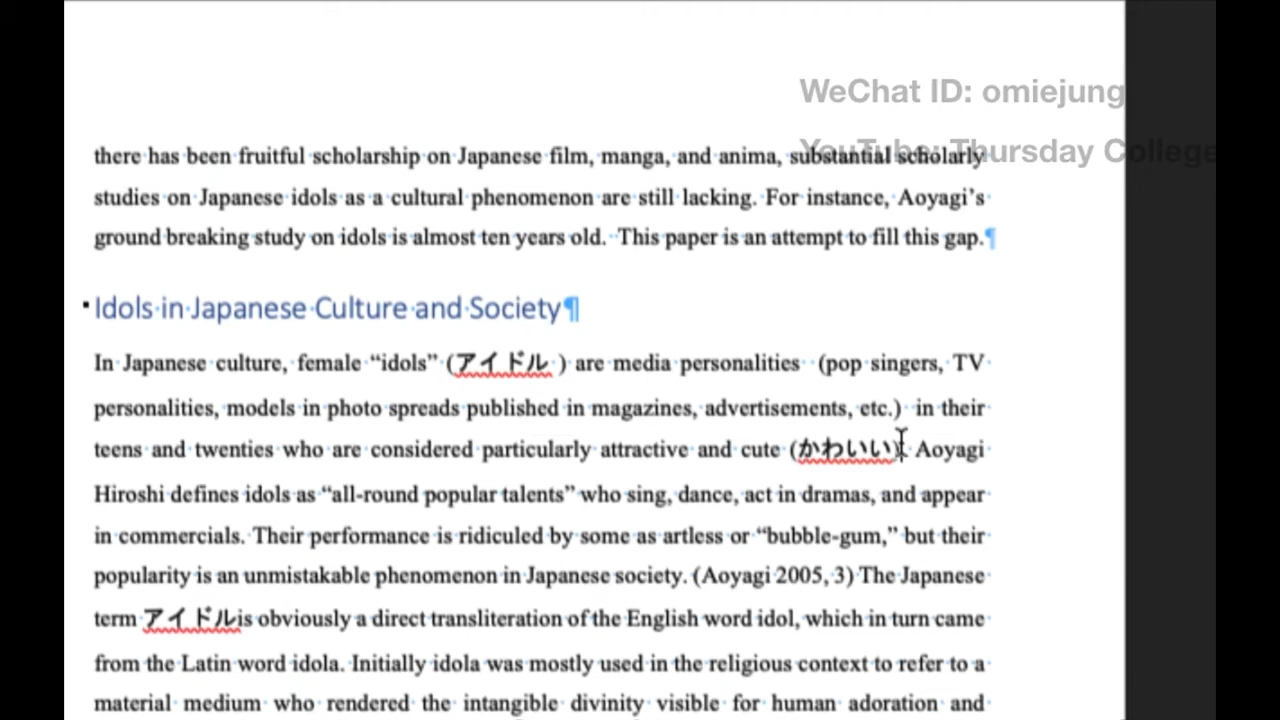 WeChat ID: omiejung
YouTube: Thursday College
there has been fruitful scholarship on Japanese film, manga, and anima, substantial scholarly
studies on Japanese idols as a cultural phenomenon are still lacking. For instance, Aoyagi’s
ground breaking study on idols is almost ten years old. This paper is an attempt to fill this gap.¶
Idols in Japanese Culture and Society¶
In Japanese culture, female “idols” (アイドル ) are media personalities (pop singers, TV
personalities, models in photo spreads published in magazines, advertisements, etc.) in their
teens and twenties who are considered particularly attractive and cute (かわいい). Aoyagi
Hiroshi defines idols as “all-round popular talents” who sing, dance, act in dramas, and appear
in commercials. Their performance is ridiculed by some as artless or “bubble-gum,” but their
popularity is an unmistakable phenomenon in Japanese society. (Aoyagi 2005, 3) The Japanese
term アイドルis obviously a direct transliteration of the English word idol, which in turn came
from the Latin word idola. Initially idola was mostly used in the religious context to refer to a
material medium who rendered the intangible divinity visible for human adoration and